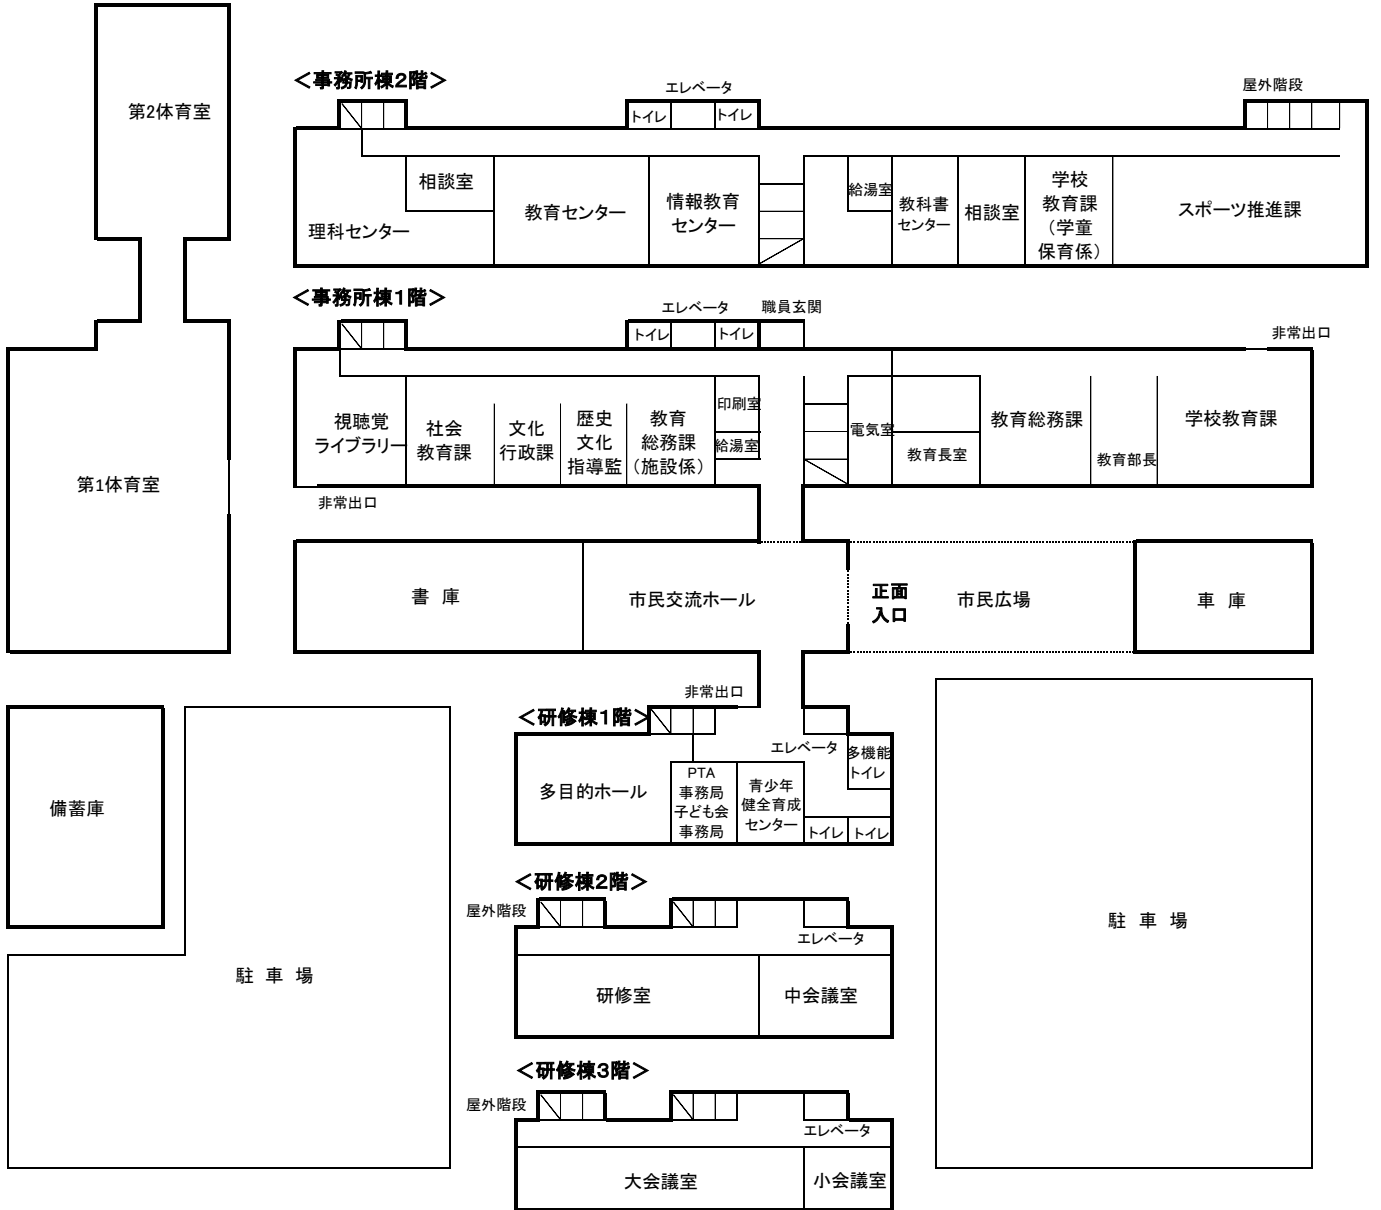 第2体育室
第1体育室
＜事務所棟2階＞
エレベータ
屋外階段
トイレ
トイレ
相談室
理科センター
教育センター
情報教育
センター
給湯室
教科書
センター
相談室
学校
教育課
（学童
保育係）
スポーツ推進課
＜事務所棟1階＞
エレベータ
職員玄関
非常出口
トイレ
トイレ
視聴覚
ライブラリー
社会
教育課
文化
行政課
歴史
文化
指導監
教育
総務課
（施設係）
印刷室
給湯室
電気室
教育長室
教育総務課
教育部長
学校教育課
非常出口
書 庫
市民交流ホール
正面
入口
市民広場
車 庫
非常出口
＜研修棟1階＞
エレベータ
多機能
トイレ
多目的ホール
PTA
事務局
子ども会
事務局
青少年
健全育成
センター
トイレ
トイレ
備蓄庫
駐 車 場
駐 車 場
＜研修棟2階＞
屋外階段
エレベータ
研修室
中会議室
＜研修棟3階＞
屋外階段
エレベータ
大会議室
小会議室